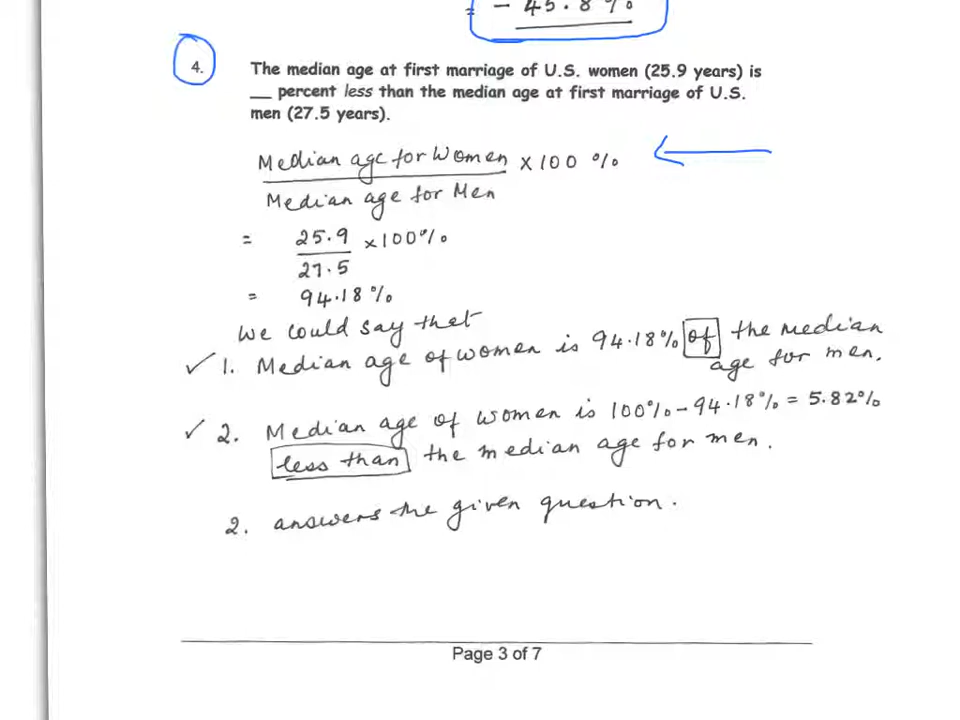 = - 45.8%
4. The median age at first marriage of U.S. women (25.9 years) is
__ percent less than the median age at first marriage of U.S.
men (27.5 years).
Median age for Women × 100 %
Median age for Men
= 25.9 ×100%
27.5
= 94.18%
We could say that
✓ 1. Median age of women is 94.18% of the median
age for men.
✓ 2. Median age of women is 100% - 94.18% = 5.82%
less than the median age for men.
2. answers the given question.
Page 3 of 7